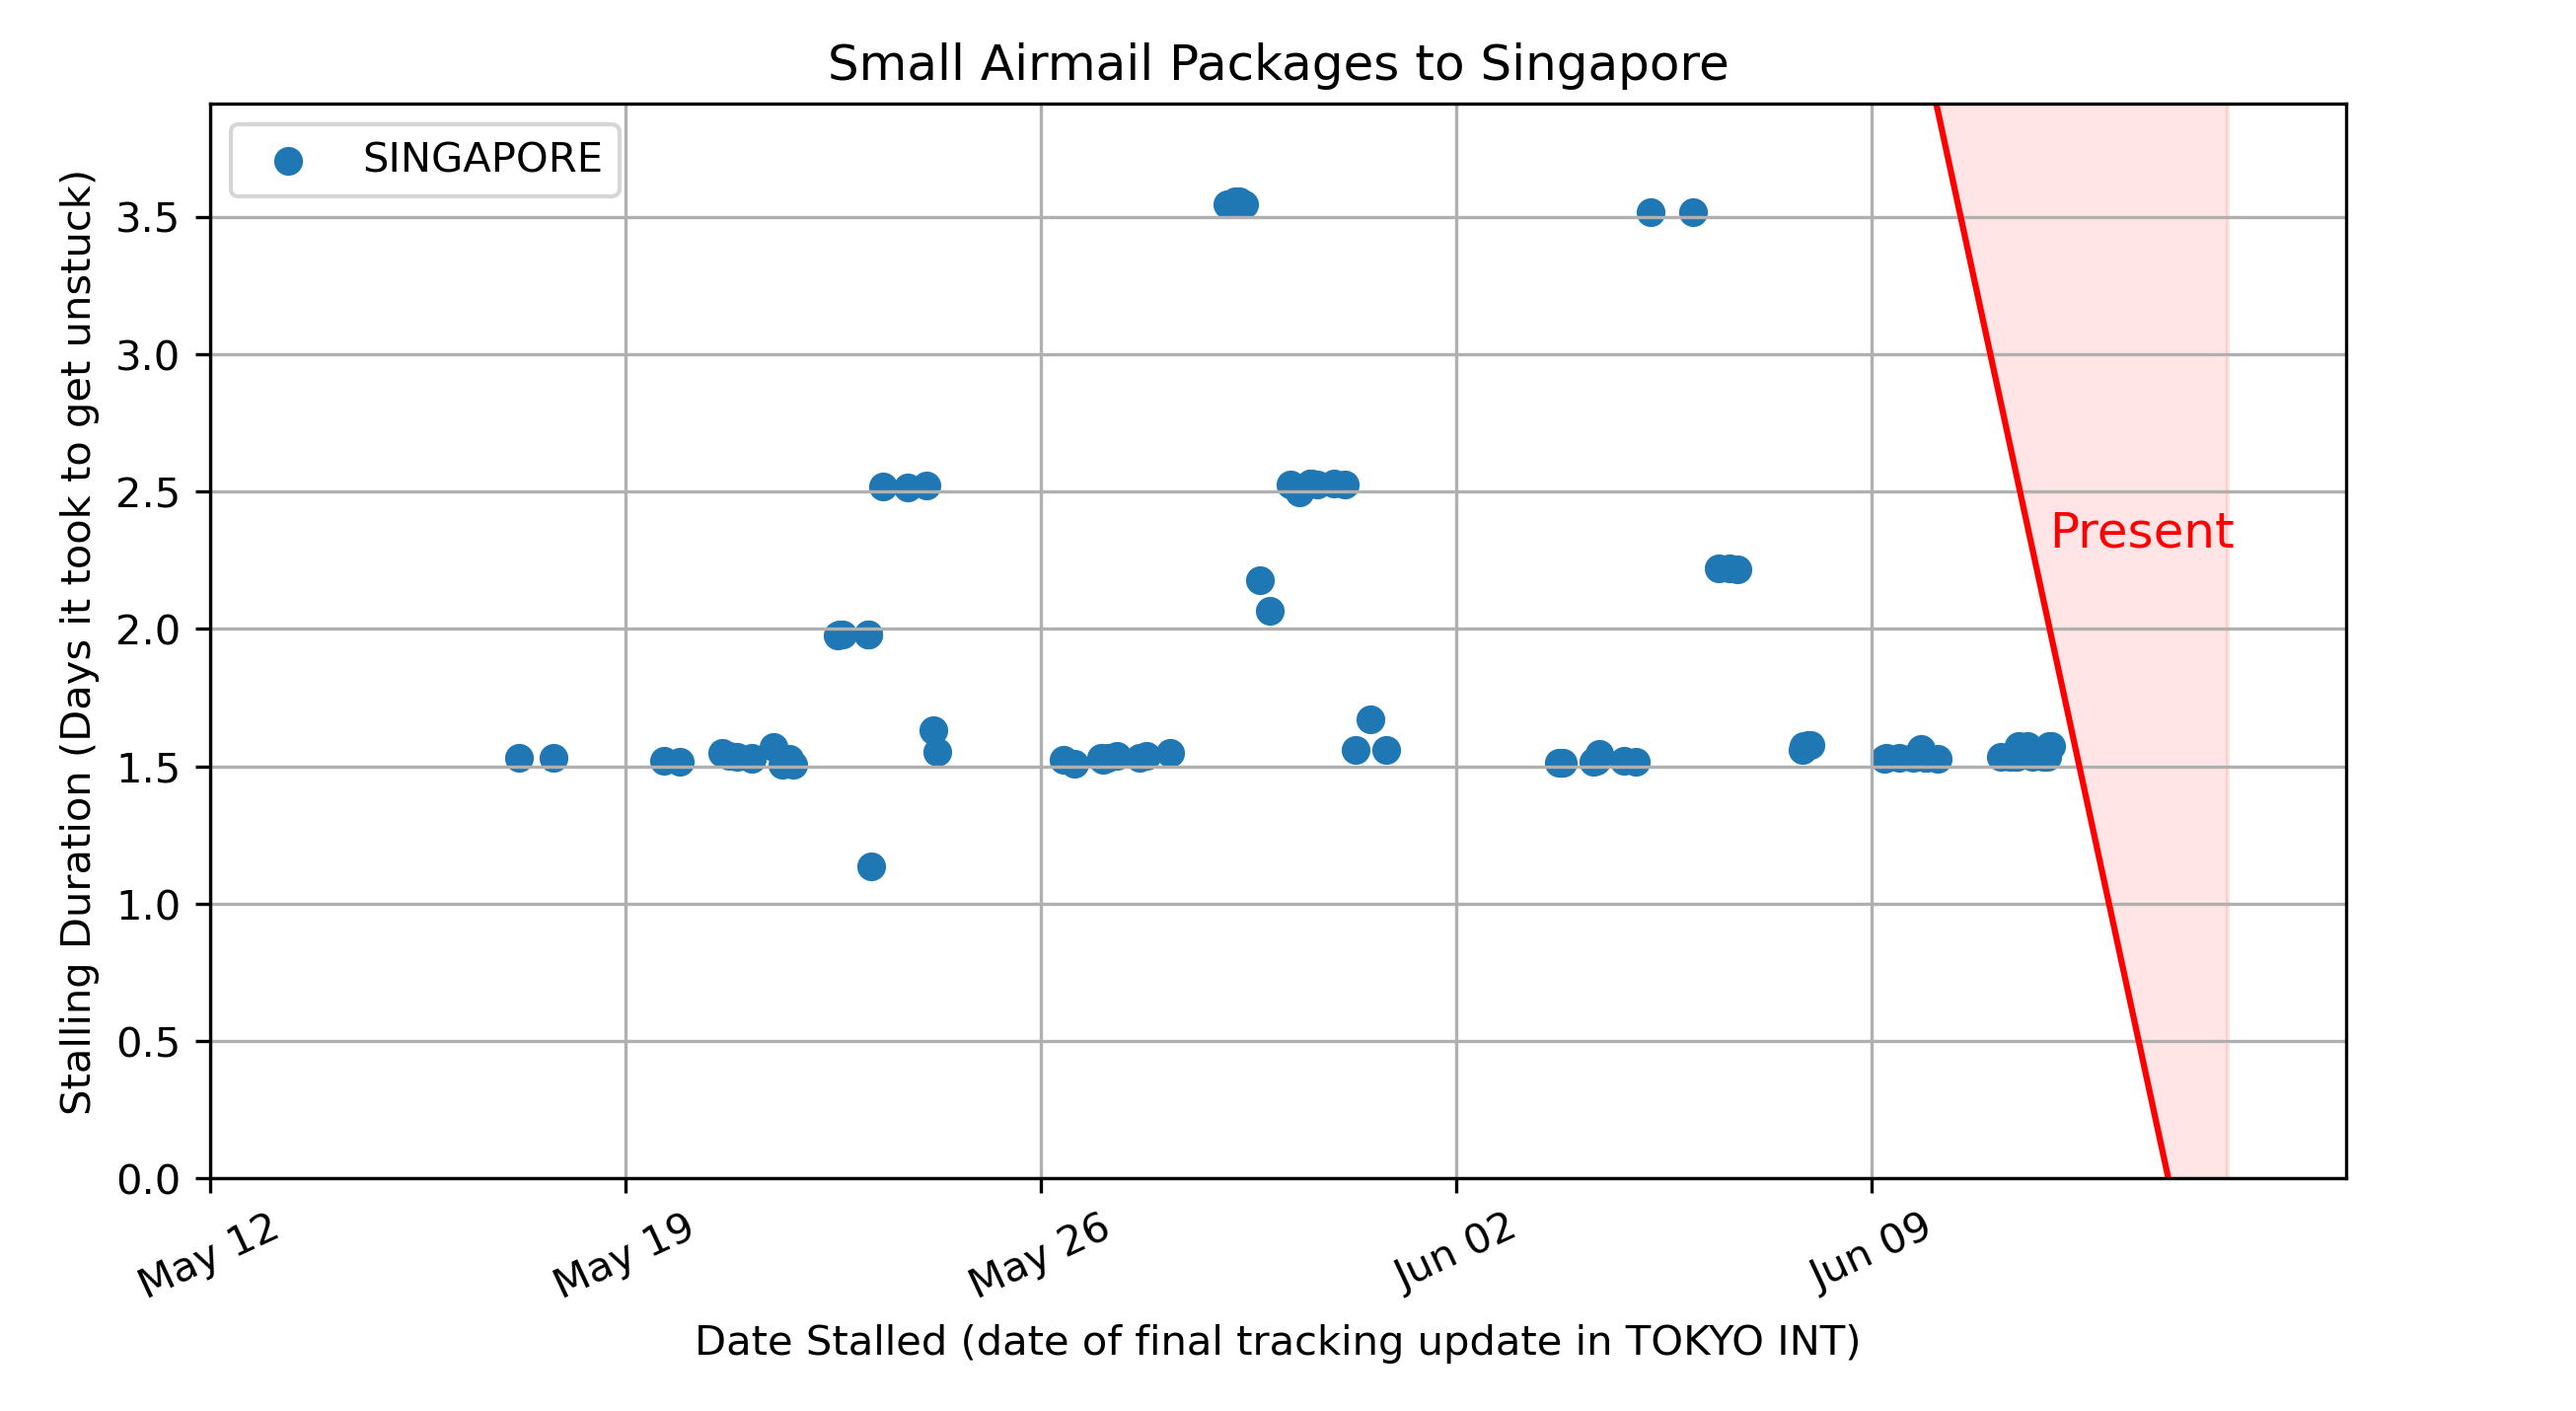 Small Airmail Packages to Singapore
SINGAPORE
Stalling Duration (Days it took to get unstuck)
3.5
3.0
2.5
2.0
1.5
1.0
0.5
0.0
Present
May 12
May 19
May 26
Jun 02
Jun 09
Date Stalled (date of final tracking update in TOKYO INT)